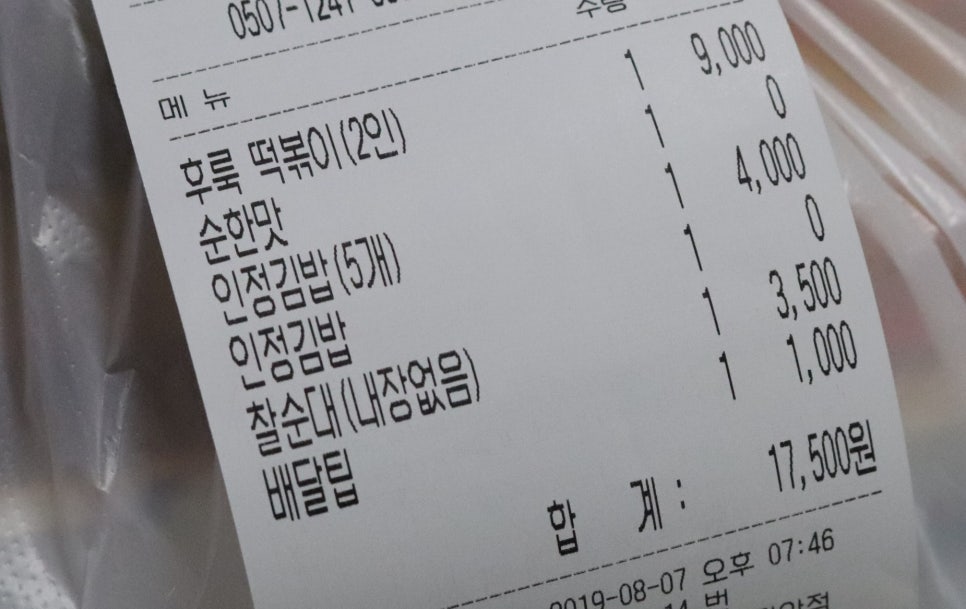 메 뉴
후룩 떡볶이(2인) 1 9,000
순한맛 1 0
인정김밥(5개) 1 4,000
인정김밥 1 0
찰순대(내장없음) 1 3,500
배달팁 1 1,000
합 계 : 17,500원
2019-08-07 오후 07:46